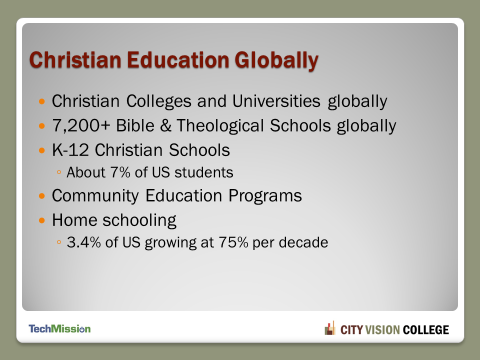 Christian Education Globally
Christian Colleges and Universities globally
7,200+ Bible & Theological Schools globally
K-12 Christian Schools
About 7% of US students
Community Education Programs
Home schooling
3.4% of US growing at 75% per decade
TechMission
CITY VISION COLLEGE